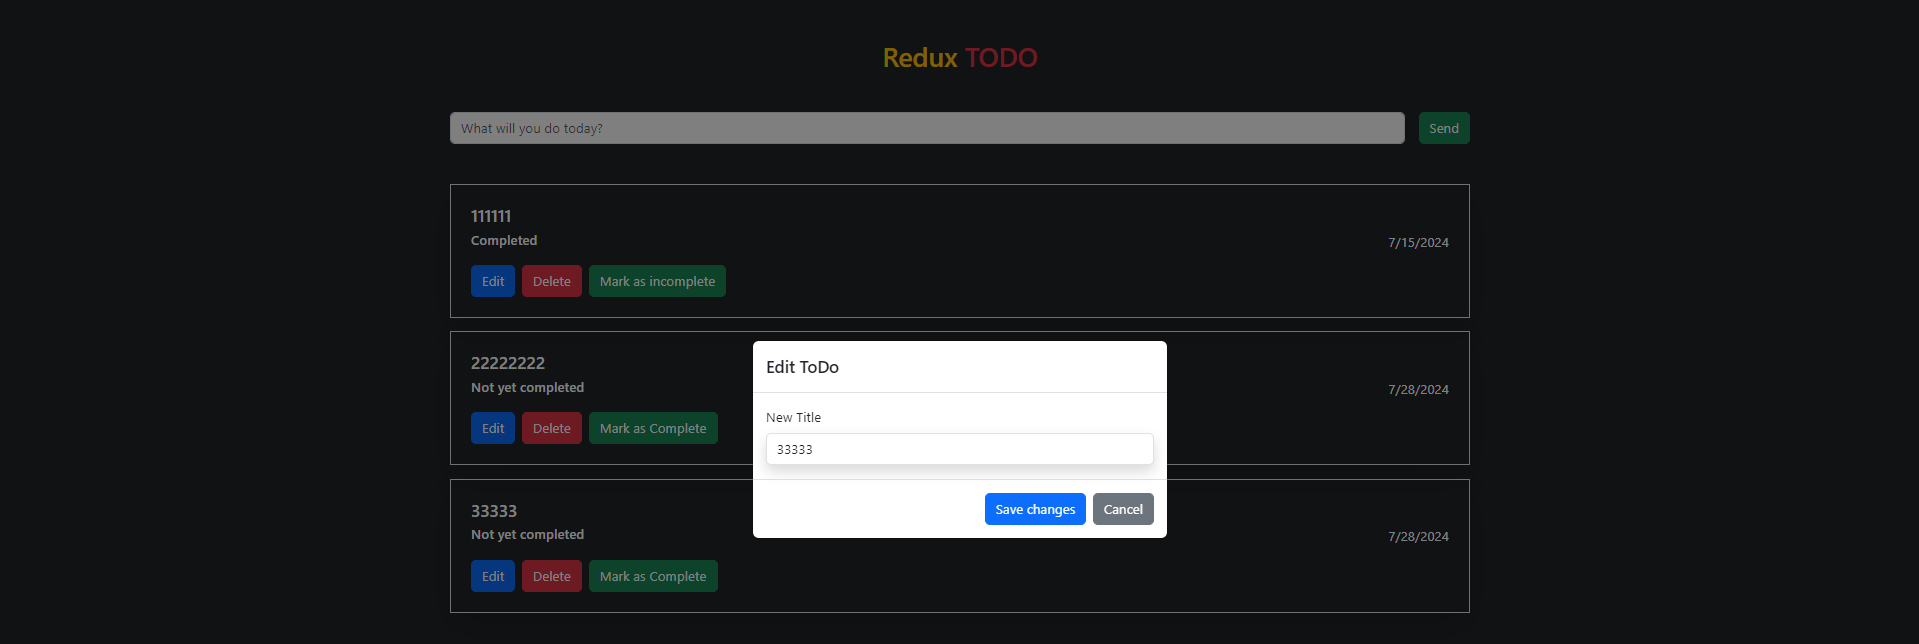 Redux TODO
What will you do today?
Send
111111
Completed
7/15/2024
Edit Delete Mark as incomplete
22222222
Not yet completed
7/28/2024
Edit Delete Mark as Complete
33333
Not yet completed
7/28/2024
Edit Delete Mark as Complete
Edit ToDo
New Title
33333
Save changes Cancel